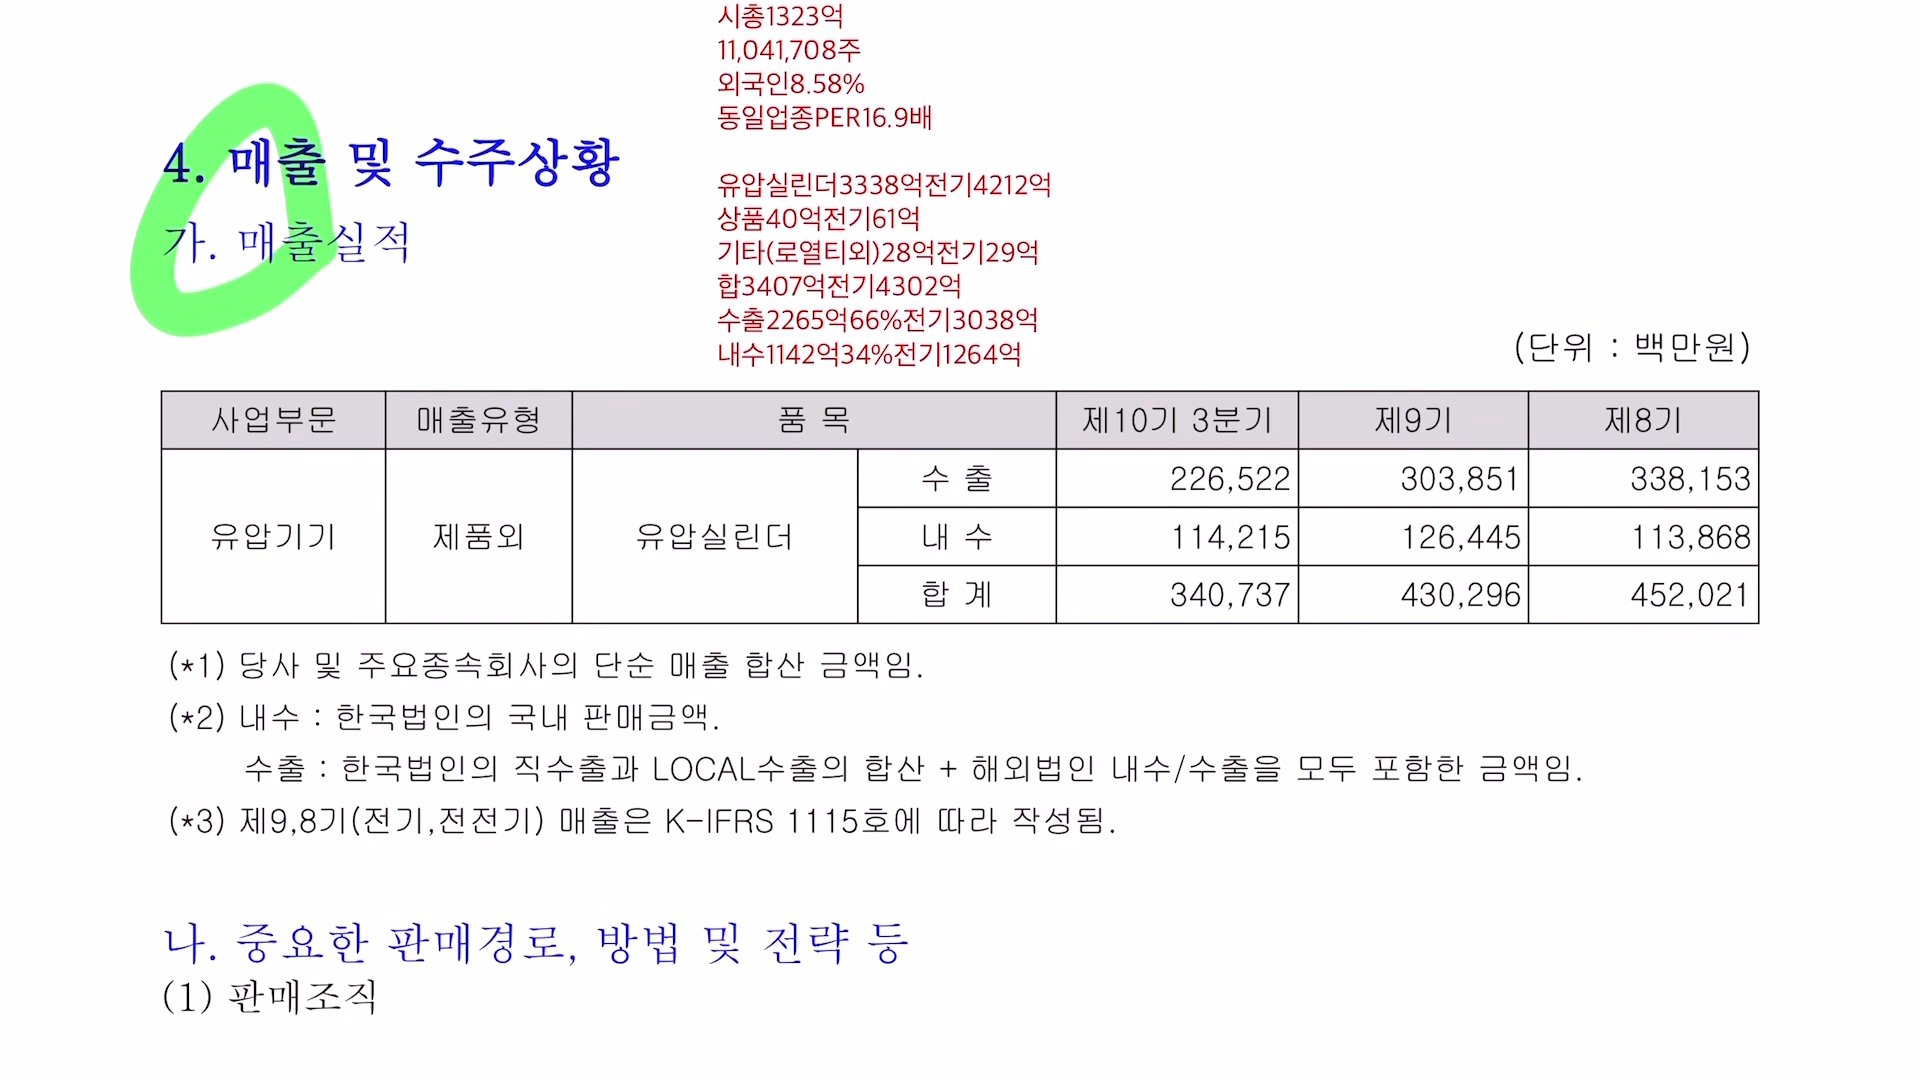 시총1323억
11,041,708주
외국인8.58%
동일업종PER16.9배
4. 매출 및 수주상황
가. 매출실적
유압실린더3338억전기4212억
상품40억전기61억
기타(로열티외)28억전기29억
합3407억전기4302억
수출2265억66%전기3038억
내수1142억34%전기1264억
(단위 : 백만원)
사업부문 매출유형 품 목 제10기 3분기 제9기 제8기
유압기기 제품외 유압실린더 수 출 226,522 303,851 338,153
내 수 114,215 126,445 113,868
합 계 340,737 430,296 452,021
(*1) 당사 및 주요종속회사의 단순 매출 합산 금액임.
(*2) 내수 : 한국법인의 국내 판매금액.
수출 : 한국법인의 직수출과 LOCAL수출의 합산 + 해외법인 내수/수출을 모두 포함한 금액임.
(*3) 제9,8기(전기,전전기) 매출은 K-IFRS 1115호에 따라 작성됨.
나. 중요한 판매경로, 방법 및 전략 등
(1) 판매조직